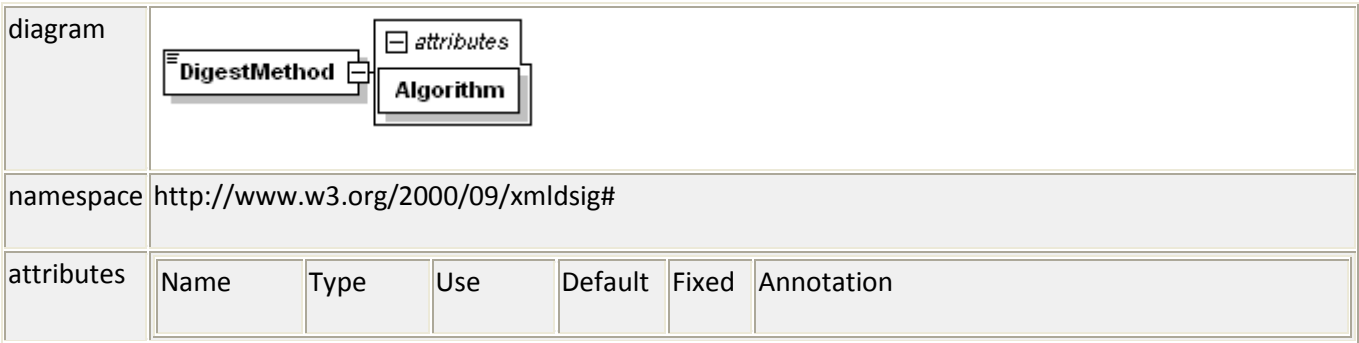 diagram
attributes
DigestMethod
Algorithm
namespace http://www.w3.org/2000/09/xmldsig#
attributes Name Type Use Default Fixed Annotation